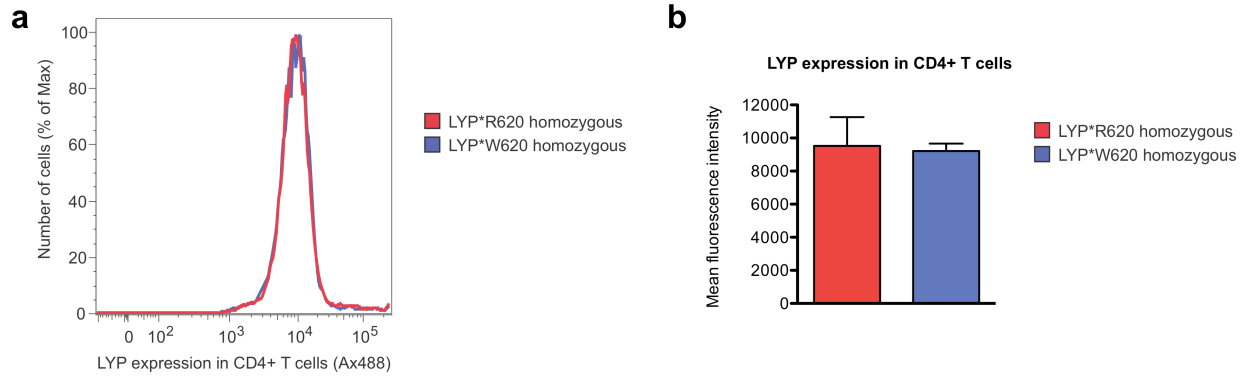 a
100
80
60
40
20
0
Number of cells (% of Max)
0 10² 10³ 10⁴ 10⁵
LYP expression in CD4+ T cells (Ax488)
LYP*R620 homozygous
LYP*W620 homozygous
b
LYP expression in CD4+ T cells
12000
10000
8000
6000
4000
2000
0
Mean fluorescence intensity
LYP*R620 homozygous
LYP*W620 homozygous